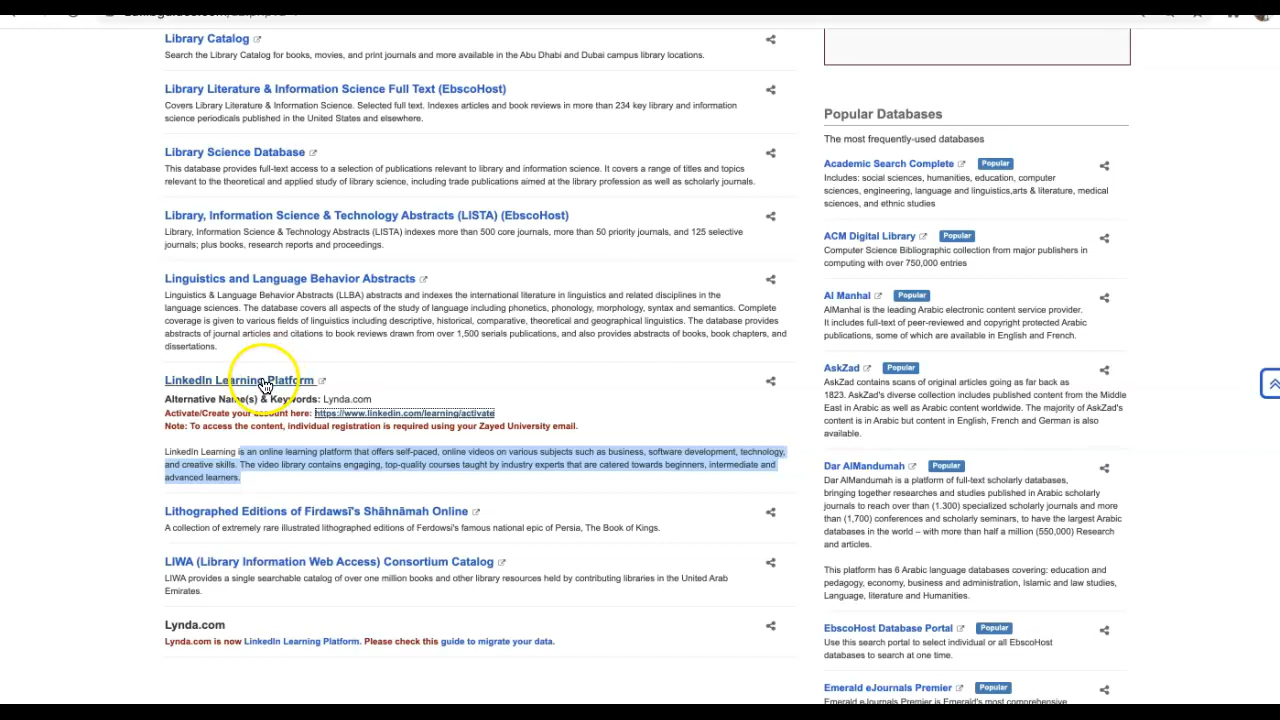 Library Catalog
Search the Library Catalog for books, movies, and print journals and more available in the Abu Dhabi and Dubai campus library locations.
Library Literature & Information Science Full Text (EbscoHost)
Covers Library Literature & Information Science. Selected full text. Indexes articles and book reviews in more than 234 key library and information
science periodicals published in the United States and elsewhere.
Library Science Database
This database provides full-text access to a selection of publications relevant to library and information science. It covers a range of titles and topics
relevant to the theoretical and applied study of library science, including trade publications aimed at the library profession as well as scholarly journals.
Library, Information Science & Technology Abstracts (LISTA) (EbscoHost)
Library, Information Science & Technology Abstracts (LISTA) indexes more than 500 core journals, more than 50 priority journals, and 125 selective
journals; plus books, research reports and proceedings.
Linguistics and Language Behavior Abstracts
Linguistics & Language Behavior Abstracts (LLBA) abstracts and indexes the international literature in linguistics and related disciplines in the
language sciences. The database covers all aspects of the study of language including phonetics, phonology, morphology, syntax and semantics. Complete
coverage is given to various fields of linguistics including descriptive, historical, comparative, theoretical and geographical linguistics. The database provides
abstracts of journal articles and citations to book reviews drawn from over 1,500 serials publications, and also provides abstracts of books, book chapters, and
dissertations.
LinkedIn Learning Platform
Alternative Name(s) & Keywords: Lynda.com
Activate/Create your account here: https://www.linkedin.com/learning/activate
Note: To access the content, individual registration is required using your Zayed University email.
LinkedIn Learning is an online learning platform that offers self-paced, online videos on various subjects such as business, software development, technology,
and creative skills. The video library contains engaging, top-quality courses taught by industry experts that are catered towards beginners, intermediate and
advanced learners.
Lithographed Editions of Firdawsī's Shāhnāmah Online
A collection of extremely rare illustrated lithographed editions of Ferdowsi's famous national epic of Persia, The Book of Kings.
LIWA (Library Information Web Access) Consortium Catalog
LIWA provides a single searchable catalog of over one million books and other library resources held by contributing libraries in the United Arab
Emirates.
Lynda.com
Lynda.com is now LinkedIn Learning Platform. Please check this guide to migrate your data.
Popular Databases
The most frequently-used databases
Academic Search Complete Popular
Includes: social sciences, humanities, education, computer
sciences, engineering, language and linguistics,arts & literature, medical
sciences, and ethnic studies
ACM Digital Library Popular
Computer Science Bibliographic collection from major publishers in
computing with over 750,000 entries
Al Manhal Popular
AlManhal is the leading Arabic electronic content service provider.
It includes full-text of peer-reviewed and copyright protected Arabic
publications, some of which are available in English and French.
AskZad Popular
AskZad contains scans of original articles going as far back as
1823. AskZad's diverse collection includes published content from the Middle
East in Arabic as well as Arabic content worldwide. The majority of AskZad's
content is in Arabic but content in English, French and German is also
available.
Dar AlMandumah Popular
Dar AlMandumah is a platform of full-text scholarly databases,
bringing together researches and studies published in Arabic scholarly
journals to reach over than (1.300) specialized scholarly journals and more
than (1,700) conferences and scholarly seminars, to have the largest Arabic
databases in the world – with more than half a million (550,000) Research
and articles.
This platform has 6 Arabic language databases covering: education and
pedagogy, economy, business and administration, Islamic and law studies,
Language, literature and Humanities.
EbscoHost Database Portal Popular
Use this search portal to select individual or all EbscoHost
databases to search at one time.
Emerald eJournals Premier Popular
Emerald eJournals Premier is Emerald's most comprehensive